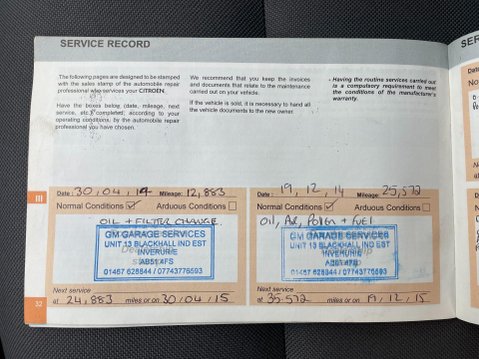 SERVICE RECORD
The following pages are designed to be stamped
with the sales stamp of the automobile repair
professional who services your CITROËN.
Have the boxes below (date, mileage, next
service, etc.) completed, according to your
operating conditions, by the automobile repair
professional you have chosen.
We recommend that you keep the invoices
and documents that relate to the maintenance
carried out on your vehicle.
If the vehicle is sold, it is necessary to hand all
the vehicle documents to the new owner.
- Having the routine services carried out
is a compulsory requirement to meet
the conditions of the manufacturer's
warranty.
III
Date : 30, 04, 14 Mileage: 12,883
Normal Conditions ☑ Arduous Conditions ☐
OIL + FILTER CHANGE
GM GARAGE SERVICES
UNIT 13 BLACKHALL IND EST
INVERURIE
AB51 4FS
01467 628844 / 07743776593
Next service
at 24,883 miles or on 30/04/15
Date : 19, 12, 14 Mileage: 25,572
Normal Conditions ☑ Arduous Conditions ☐
Oil, Air, Pollen + Fuel
GM GARAGE SERVICES
UNIT 13 BLACKHALL IND EST
INVERURIE
AB51 4FS
01467 628844 / 07743776593
Next service
at 35-572 miles or on 19/12/15
32
SER
Date
No
Next
at